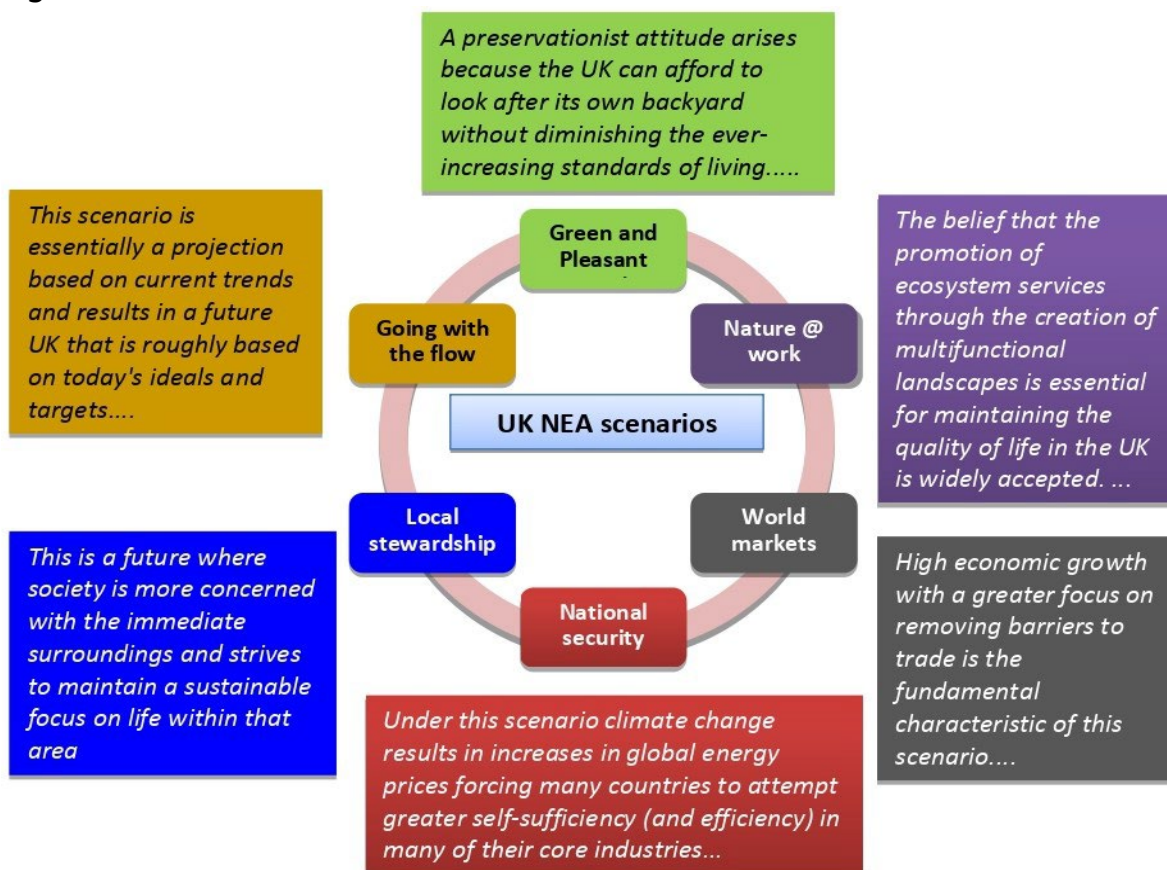 A preservationist attitude arises
because the UK can afford to
look after its own backyard
without diminishing the ever-
increasing standards of living.....
This scenario is
essentially a projection
based on current trends
and results in a future
UK that is roughly based
on today's ideals and
targets....
Green and
Pleasant
The belief that the
promotion of
ecosystem services
through the creation of
multifunctional
landscapes is essential
for maintaining the
quality of life in the UK
is widely accepted. ...
Going with
the flow
Nature @
work
UK NEA scenarios
Local
stewardship
World
markets
This is a future where
society is more concerned
with the immediate
surroundings and strives
to maintain a sustainable
focus on life within that
area
High economic growth
with a greater focus on
removing barriers to
trade is the
fundamental
characteristic of this
scenario....
National
security
Under this scenario climate change
results in increases in global energy
prices forcing many countries to attempt
greater self-sufficiency (and efficiency) in
many of their core industries...